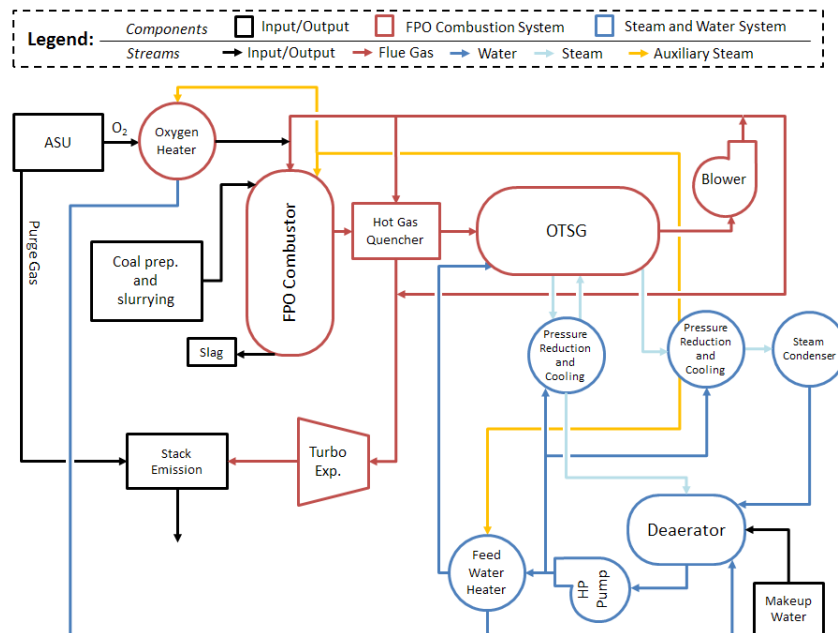 Legend:
Components
Input/Output
FPO Combustion System
Steam and Water System
Streams
Input/Output
Flue Gas
Water
Steam
Auxiliary Steam
ASU
O2
Oxygen
Heater
Blower
Purge Gas
Coal prep.
and
slurrying
FPO Combustor
Hot Gas
Quencher
OTSG
Slag
Pressure
Reduction
and
Cooling
Pressure
Reduction
and
Cooling
Steam
Condenser
Stack
Emission
Turbo
Exp.
Deaerator
Feed
Water
Heater
HP
Pump
Makeup
Water